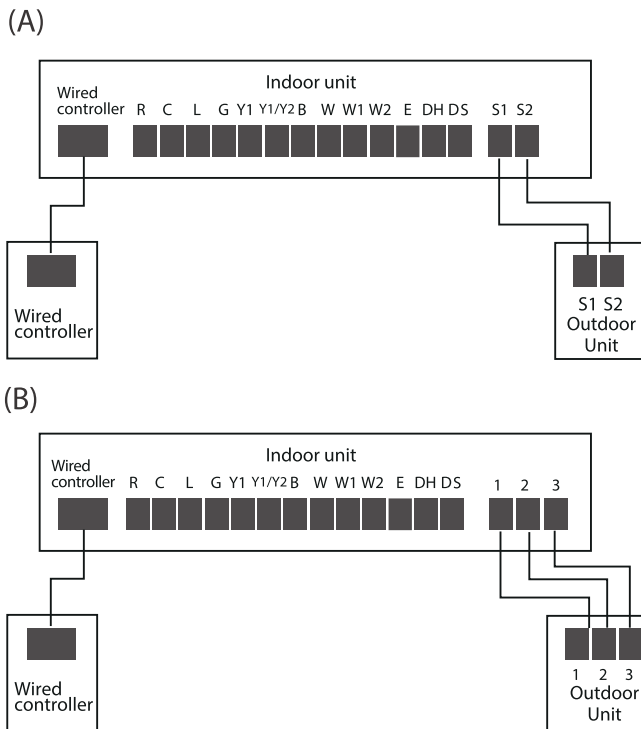 (A)
Indoor unit
Wired
controller R C L G Y1 Y1/Y2 B W W1 W2 E DH DS S1 S2
Wired
controller
S1 S2
Outdoor
Unit
(B)
Indoor unit
Wired
controller R C L G Y1 Y1/Y2 B W W1 W2 E DH DS 1 2 3
Wired
controller
1 2 3
Outdoor
Unit